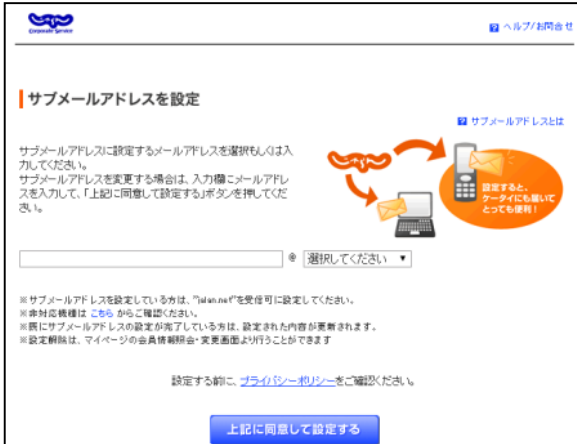 Corporate Service
ヘルプ/お問合せ
サブメールアドレスを設定
サブメールアドレスとは
サブメールアドレスに設定するメールアドレスを選択もしくは入
力してください。
サブメールアドレスを変更する場合は、入力欄にメールアドレ
スを入力して、「上記に同意して設定する」ボタンを押してくだ
さい。
設定すると、
ケータイにも届いて
とっても便利！
@ 選択してください
※サブメールアドレスを設定している方は、"jalan.net"を受信可に設定してください。
※非対応機種は こちら からご確認ください。
※既にサブメールアドレスの設定が完了している方は、設定された内容が更新されます。
※設定解除は、マイページの会員情報照会・変更画面より行うことができます
設定する前に、プライバシーポリシーをご確認ください。
上記に同意して設定する